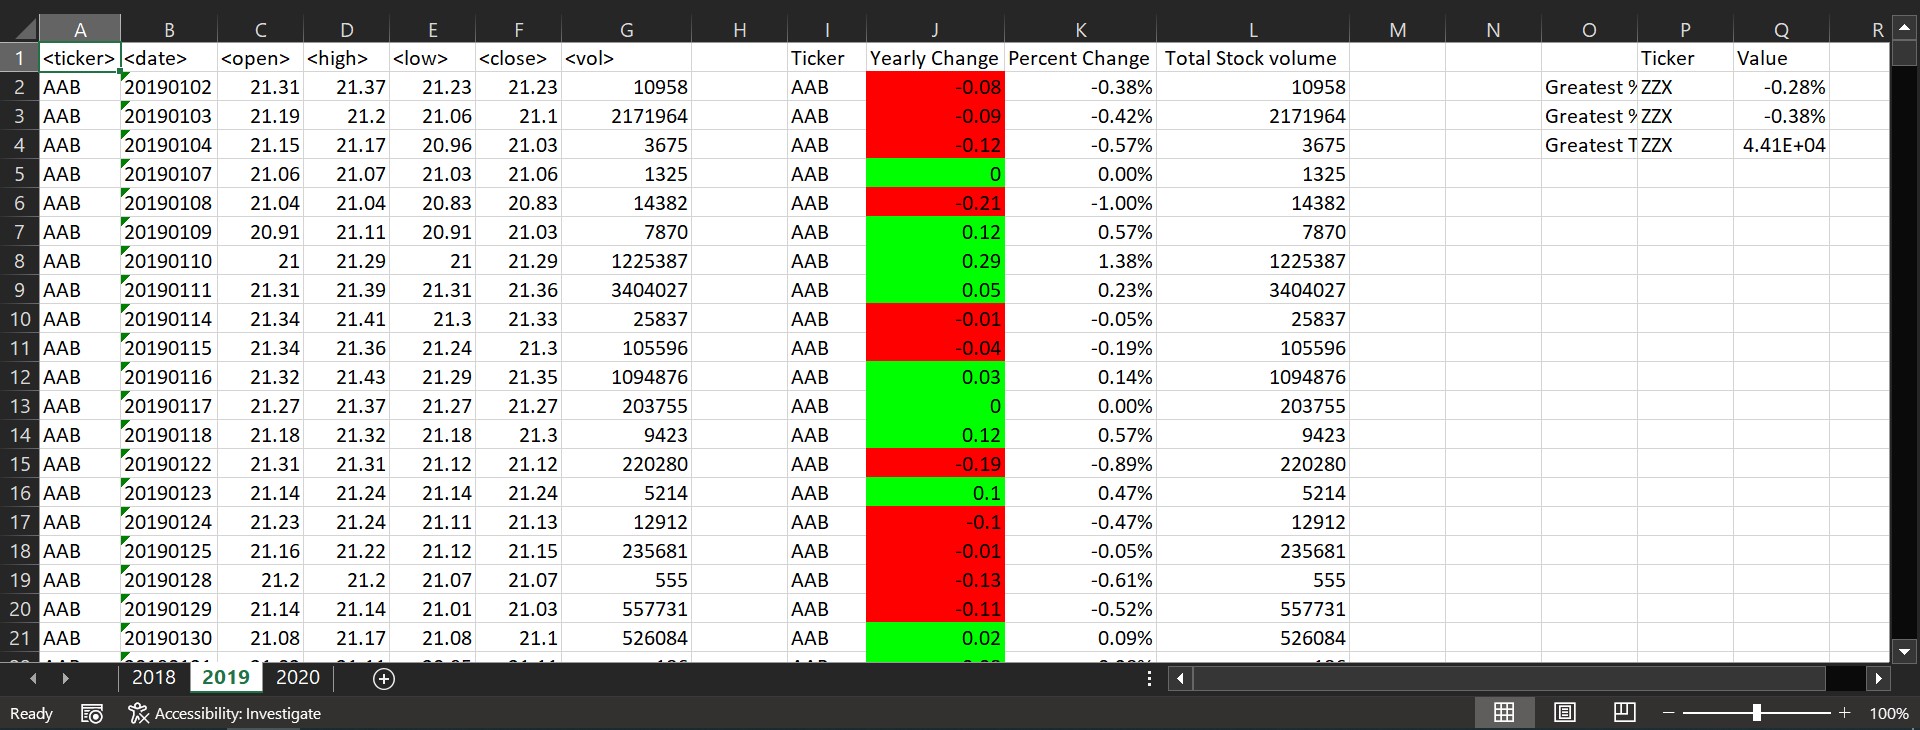 A B C D E F G H I J K L M N O P Q R
1 <ticker> <date> <open> <high> <low> <close> <vol> Ticker Yearly Change Percent Change Total Stock volume Ticker Value
2 AAB 20190102 21.31 21.37 21.23 21.23 10958 AAB -0.08 -0.38% 10958 Greatest % ZZX -0.28%
3 AAB 20190103 21.19 21.2 21.06 21.1 2171964 AAB -0.09 -0.42% 2171964 Greatest % ZZX -0.38%
4 AAB 20190104 21.15 21.17 20.96 21.03 3675 AAB -0.12 -0.57% 3675 Greatest T ZZX 4.41E+04
5 AAB 20190107 21.06 21.07 21.03 21.06 1325 AAB 0 0.00% 1325
6 AAB 20190108 21.04 21.04 20.83 20.83 14382 AAB -0.21 -1.00% 14382
7 AAB 20190109 20.91 21.11 20.91 21.03 7870 AAB 0.12 0.57% 7870
8 AAB 20190110 21 21.29 21 21.29 1225387 AAB 0.29 1.38% 1225387
9 AAB 20190111 21.31 21.39 21.31 21.36 3404027 AAB 0.05 0.23% 3404027
10 AAB 20190114 21.34 21.41 21.3 21.33 25837 AAB -0.01 -0.05% 25837
11 AAB 20190115 21.34 21.36 21.24 21.3 105596 AAB -0.04 -0.19% 105596
12 AAB 20190116 21.32 21.43 21.29 21.35 1094876 AAB 0.03 0.14% 1094876
13 AAB 20190117 21.27 21.37 21.27 21.27 203755 AAB 0 0.00% 203755
14 AAB 20190118 21.18 21.32 21.18 21.3 9423 AAB 0.12 0.57% 9423
15 AAB 20190122 21.31 21.31 21.12 21.12 220280 AAB -0.19 -0.89% 220280
16 AAB 20190123 21.14 21.24 21.14 21.24 5214 AAB 0.1 0.47% 5214
17 AAB 20190124 21.23 21.24 21.11 21.13 12912 AAB -0.1 -0.47% 12912
18 AAB 20190125 21.16 21.22 21.12 21.15 235681 AAB -0.01 -0.05% 235681
19 AAB 20190128 21.2 21.2 21.07 21.07 555 AAB -0.13 -0.61% 555
20 AAB 20190129 21.14 21.14 21.01 21.03 557731 AAB -0.11 -0.52% 557731
21 AAB 20190130 21.08 21.17 21.08 21.1 526084 AAB 0.02 0.09% 526084
2018 2019 2020
Ready Accessibility: Investigate 100%